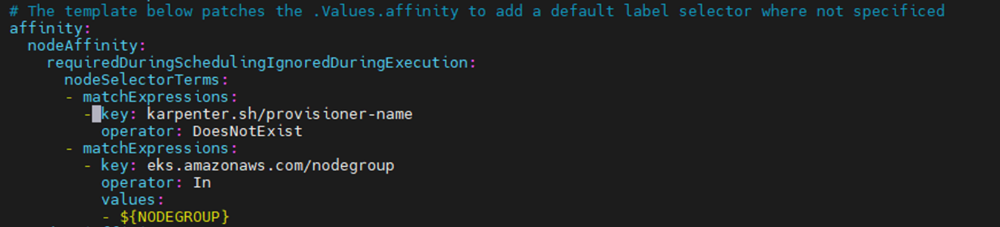 # The template below patches the .Values.affinity to add a default label selector where not specificed
affinity:
  nodeAffinity:
    requiredDuringSchedulingIgnoredDuringExecution:
      nodeSelectorTerms:
      - matchExpressions:
        - key: karpenter.sh/provisioner-name
          operator: DoesNotExist
      - matchExpressions:
        - key: eks.amazonaws.com/nodegroup
          operator: In
          values:
          - ${NODEGROUP}